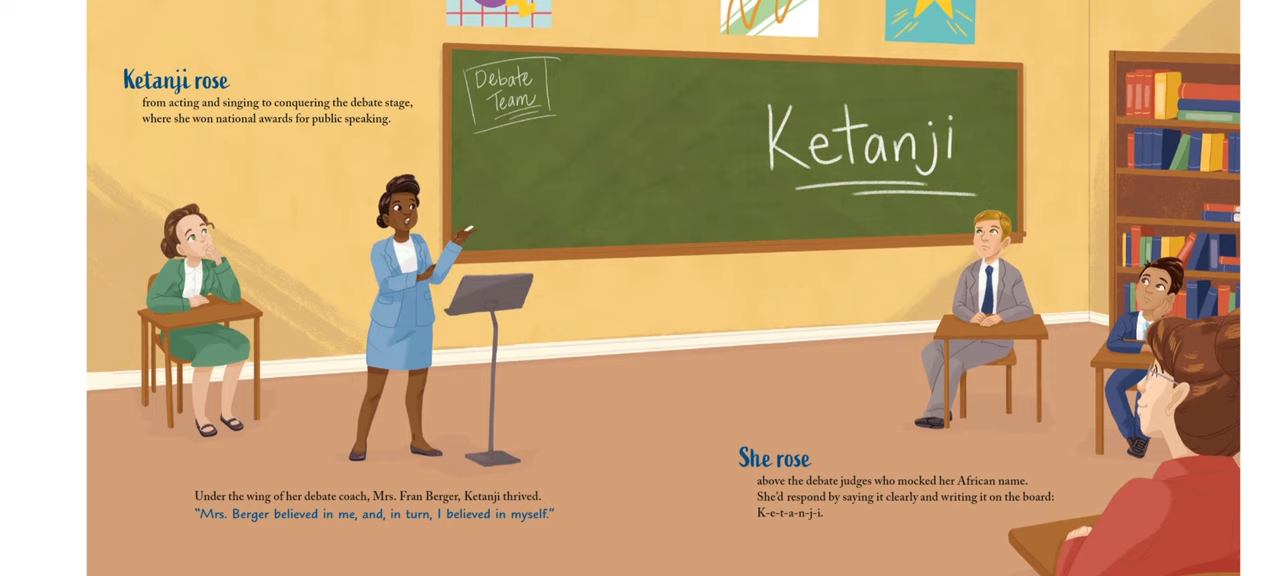 Ketanji rose
from acting and singing to conquering the debate stage,
where she won national awards for public speaking.
Debate
Team
Ketanji
Under the wing of her debate coach, Mrs. Fran Berger, Ketanji thrived.
“Mrs. Berger believed in me, and, in turn, I believed in myself.”
She rose
above the debate judges who mocked her African name.
She’d respond by saying it clearly and writing it on the board:
K-e-t-a-n-j-i.